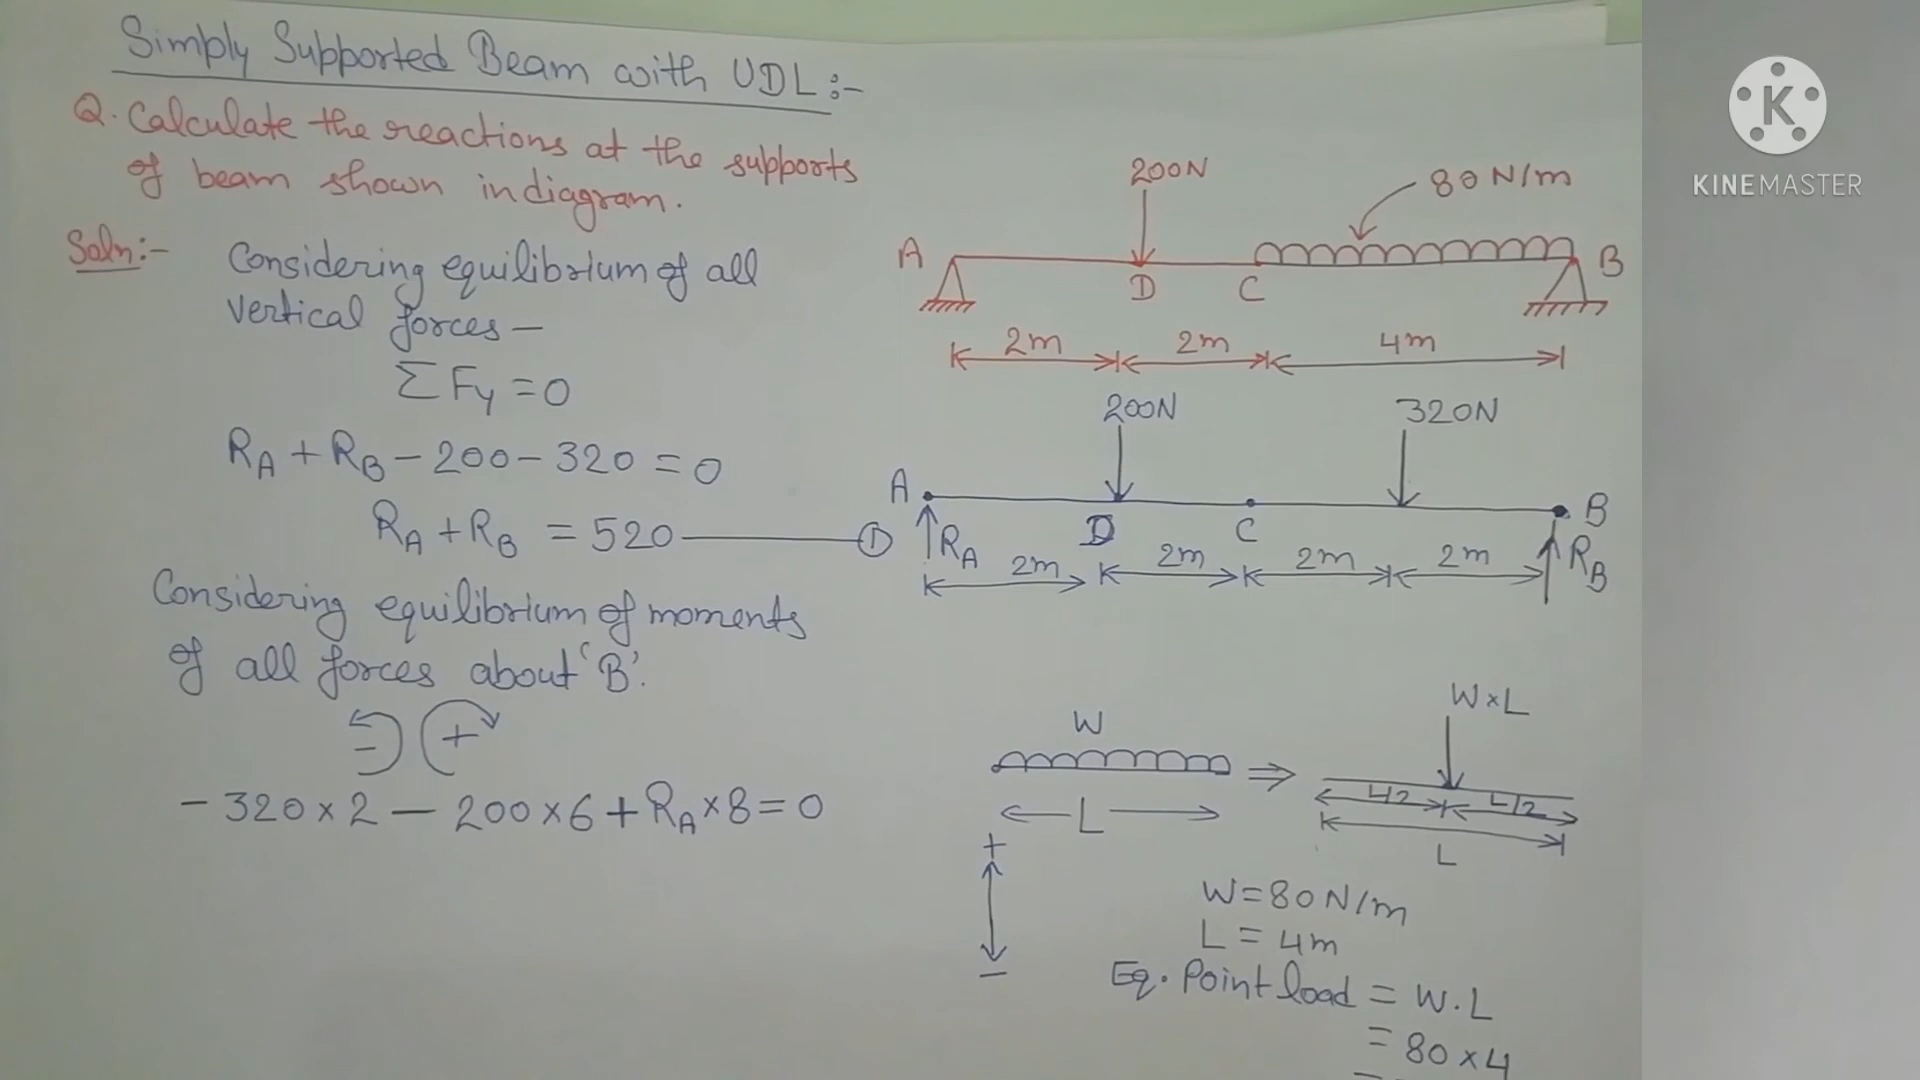 Simply Supported Beam with UDL:-
Q. Calculate the reactions at the supports
of beam shown in diagram.
Soln:- Considering equilibrium of all
vertical forces —
ΣFy = 0
RA + RB - 200 - 320 = 0
RA + RB = 520 ——— 1
Considering equilibrium of moments
of all forces about 'B'.
- +
- 320 × 2 - 200 × 6 + RA × 8 = 0
200N 80 N/m
A D C B
2m 2m 4m
200N 320N
A D C B
RA RB
2m 2m 2m 2m
W W×L
L ⇒ L/2 L/2
L
+
-
W = 80 N/m
L = 4m
Eq. Point load = W.L
= 80 × 4
K
KINEMASTER